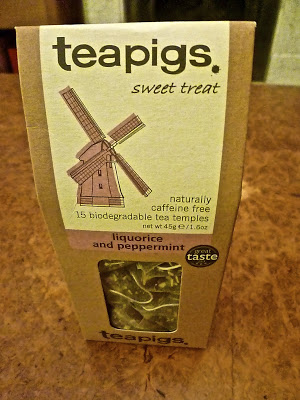 teapigs.
sweet treat
naturally
caffeine free
15 biodegradable tea temples
net wt 45g ℮ / 1.6oz
liquorice
and peppermint
great
taste
teapigs.